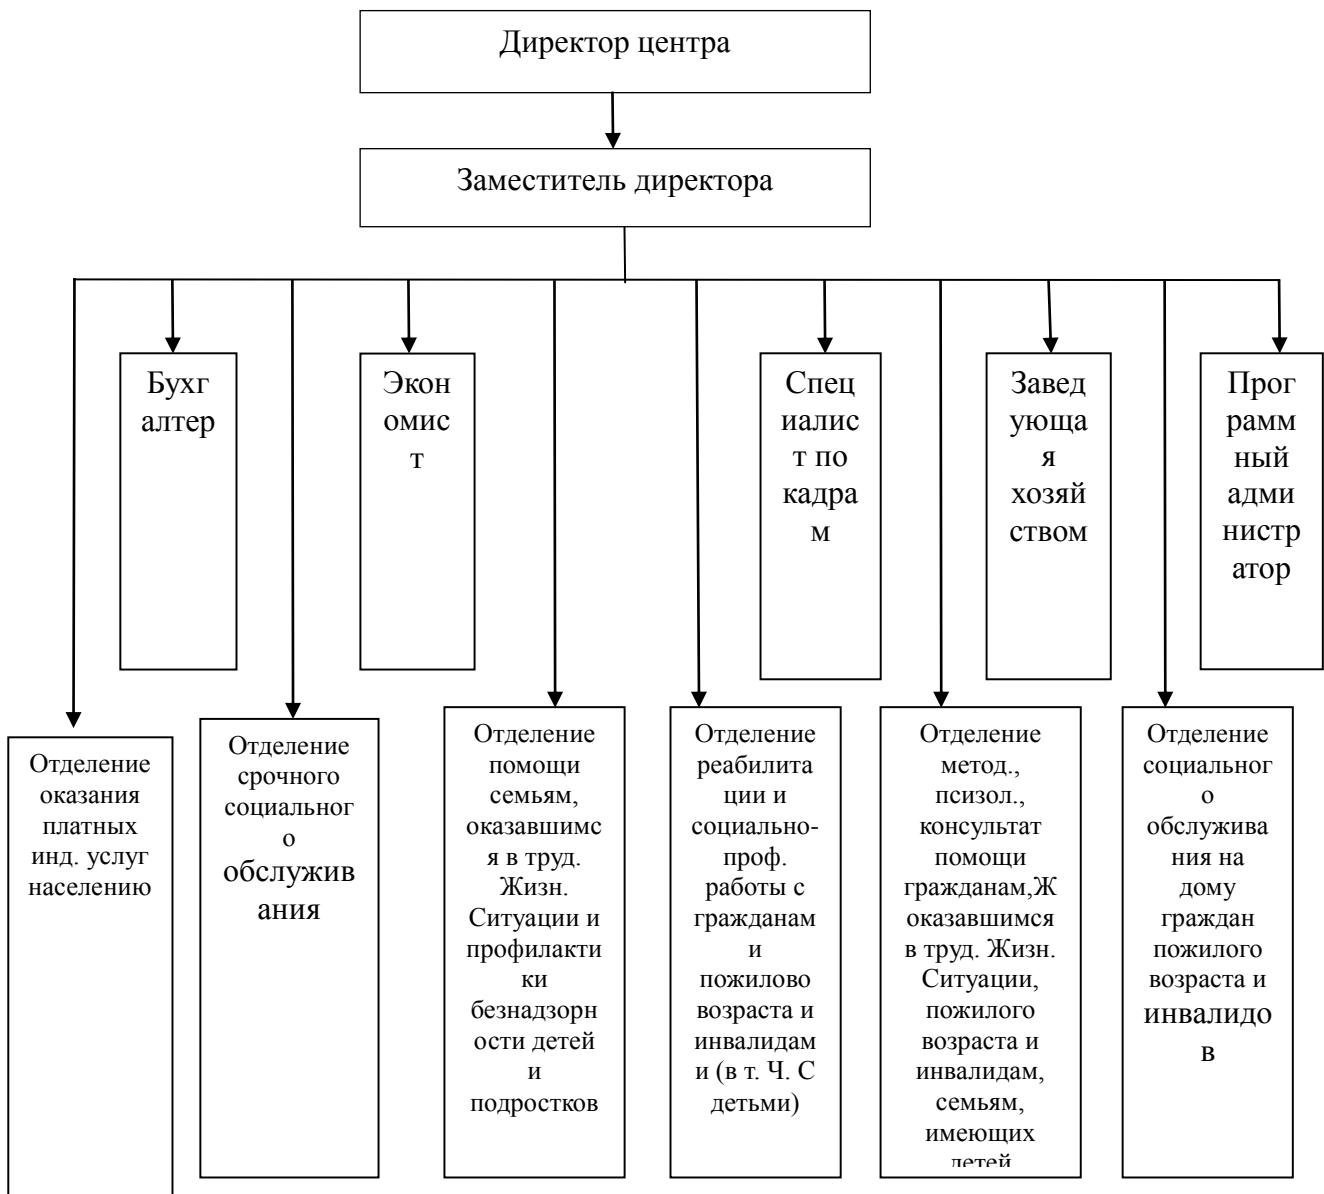 Директор центра
Заместитель директора
Бухг
алтер
Экон
омис
т
Спец
иалис
т по
кадра
м
Завед
ующа
я
хозяй
ством
Прог
рамм
ный
адми
нистр
атор
Отделение
оказания
платных
инд. услуг
населению
Отделение
срочного
социальног
о
обслужив
ания
Отделение
помощи
семьям,
оказавшимс
я в труд.
Жизн.
Ситуации и
профилакти
ки
безнадзорн
ости детей
и
подростков
Отделение
реабилита
ции и
социально-
проф.
работы с
гражданам
и
пожилово
возраста и
инвалидам
и (в т. Ч. С
детьми)
Отделение
метод.,
псизол.,
консультат
помощи
гражданам,Ж
оказавшимся
в труд. Жизн.
Ситуации,
пожилого
возраста и
инвалидам,
семьям,
имеющих
детей
Отделение
социальног
о
обслужива
ния на
дому
граждан
пожилого
возраста и
инвалидо
в